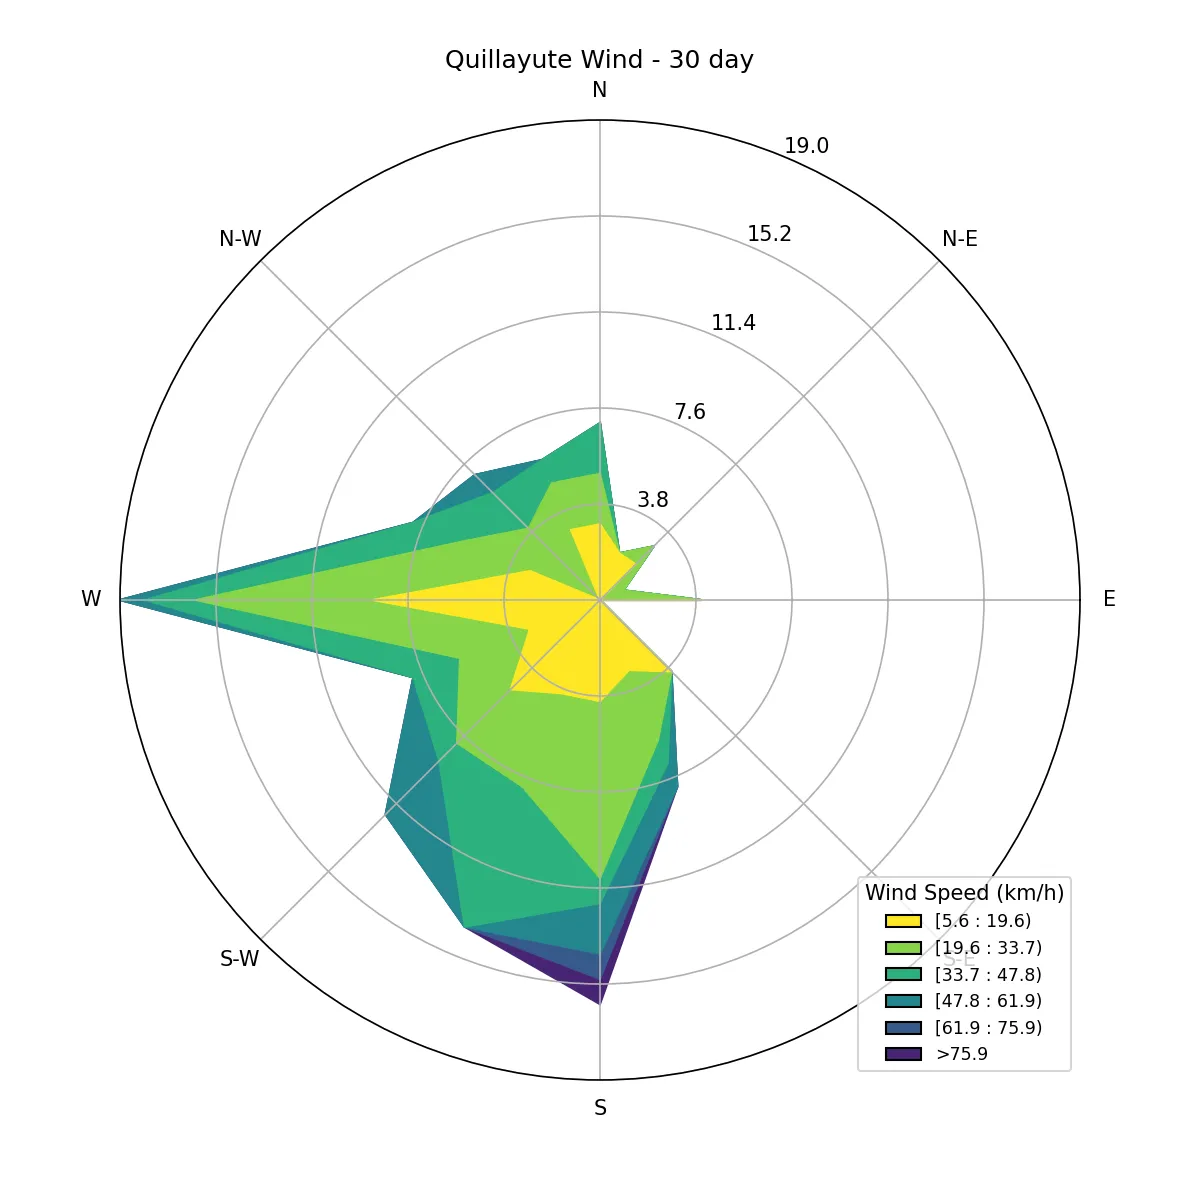 Quillayute Wind - 30 day
N
19.0
15.2
N-W
N-E
11.4
7.6
3.8
W
E
S-W
S-E
S
Wind Speed (km/h)
[5.6 : 19.6)
[19.6 : 33.7)
[33.7 : 47.8)
[47.8 : 61.9)
[61.9 : 75.9)
>75.9